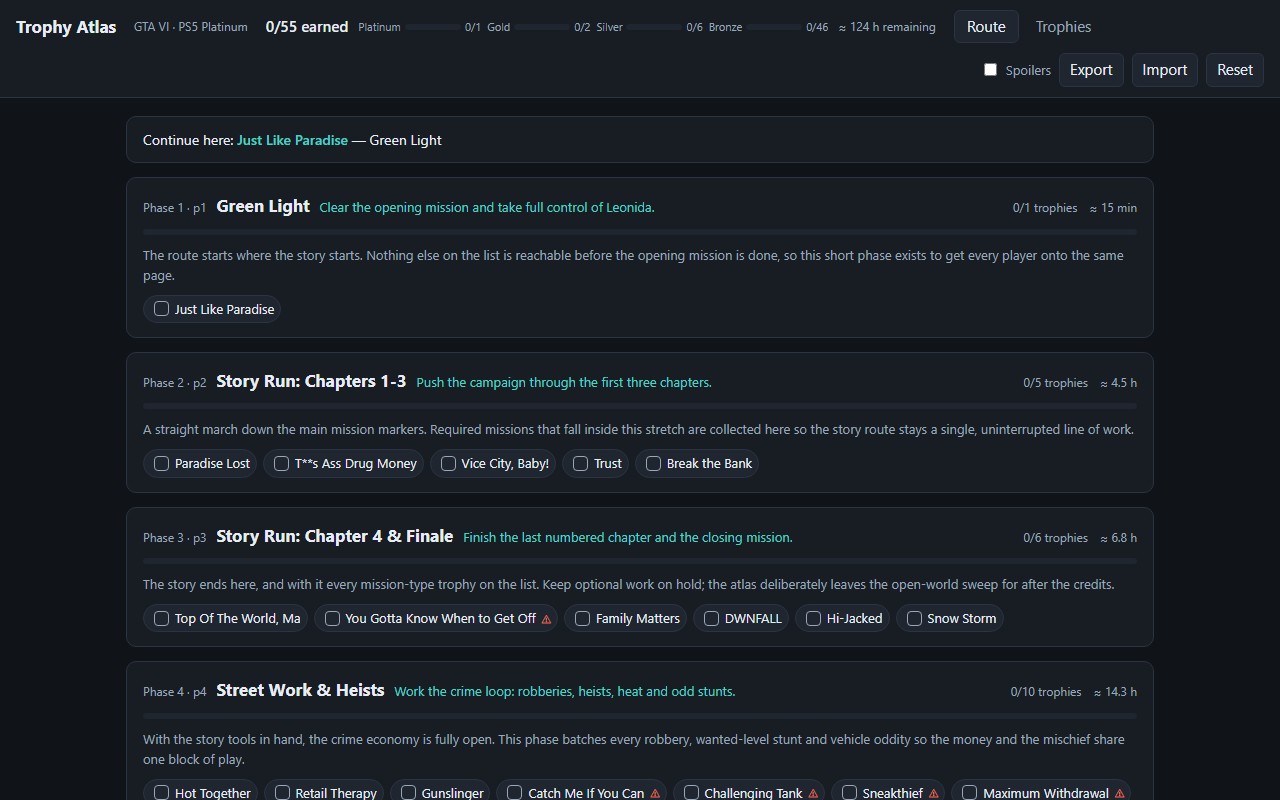 Trophy Atlas GTA VI · PS5 Platinum 0/55 earned Platinum 0/1 Gold 0/2 Silver 0/6 Bronze 0/46 ≈ 124 h remaining Route Trophies
Spoilers Export Import Reset
Continue here: Just Like Paradise — Green Light
Phase 1 · p1 Green Light Clear the opening mission and take full control of Leonida. 0/1 trophies ≈ 15 min
The route starts where the story starts. Nothing else on the list is reachable before the opening mission is done, so this short phase exists to get every player onto the same
page.
Just Like Paradise
Phase 2 · p2 Story Run: Chapters 1-3 Push the campaign through the first three chapters. 0/5 trophies ≈ 4.5 h
A straight march down the main mission markers. Required missions that fall inside this stretch are collected here so the story route stays a single, uninterrupted line of work.
Paradise Lost T**s Ass Drug Money Vice City, Baby! Trust Break the Bank
Phase 3 · p3 Story Run: Chapter 4 & Finale Finish the last numbered chapter and the closing mission. 0/6 trophies ≈ 6.8 h
The story ends here, and with it every mission-type trophy on the list. Keep optional work on hold; the atlas deliberately leaves the open-world sweep for after the credits.
Top Of The World, Ma You Gotta Know When to Get Off ⚠ Family Matters DWNFALL Hi-Jacked Snow Storm
Phase 4 · p4 Street Work & Heists Work the crime loop: robberies, heists, heat and odd stunts. 0/10 trophies ≈ 14.3 h
With the story tools in hand, the crime economy is fully open. This phase batches every robbery, wanted-level stunt and vehicle oddity so the money and the mischief share
one block of play.
Hot Together Retail Therapy Gunslinger Catch Me If You Can ⚠ Challenging Tank ⚠ Sneakthief ⚠ Maximum Withdrawal ⚠